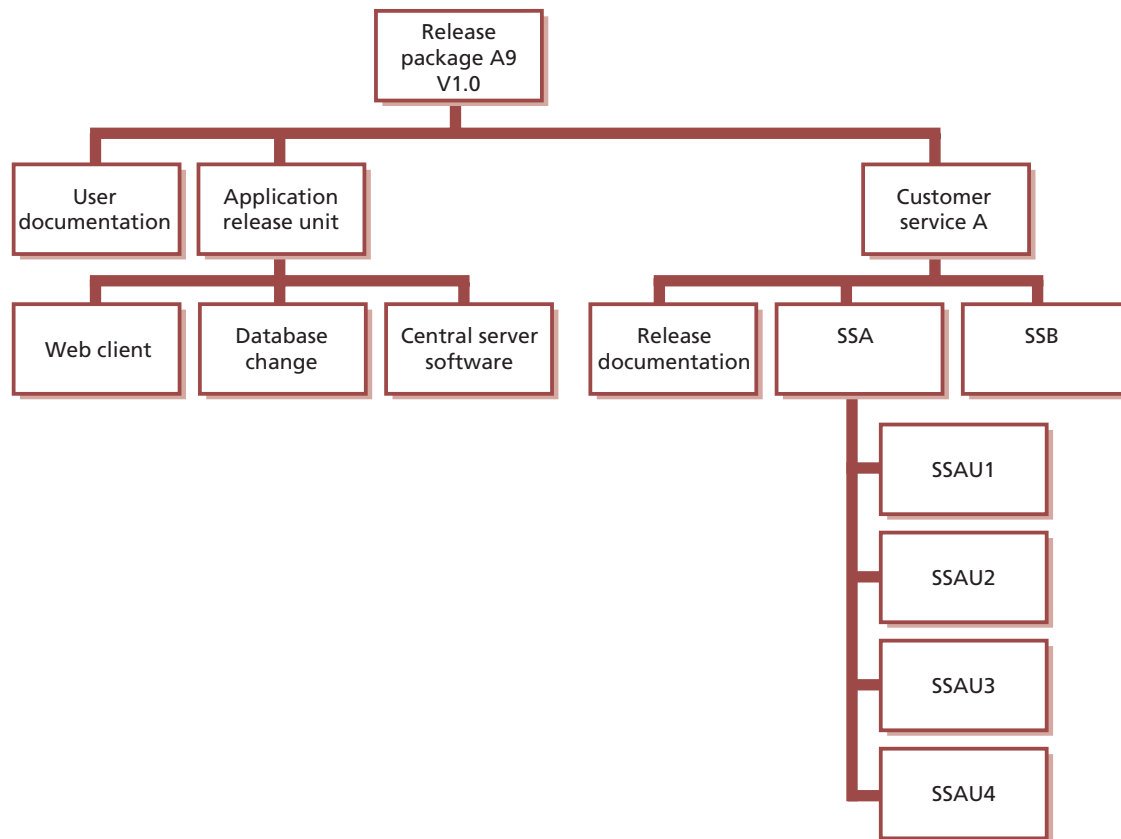 Release
package A9
V1.0
User
documentation
Application
release unit
Customer
service A
Web client
Database
change
Central server
software
Release
documentation
SSA
SSB
SSAU1
SSAU2
SSAU3
SSAU4